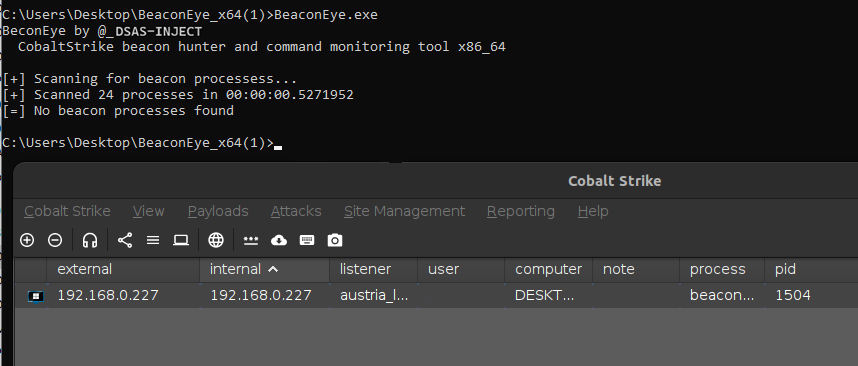 C:\Users\Desktop\BeaconEye_x64(1)>BeaconEye.exe
BeconEye by @_DSAS-INJECT
CobaltStrike beacon hunter and command monitoring tool x86_64
[+] Scanning for beacon processess...
[+] Scanned 24 processes in 00:00:00.5271952
[=] No beacon processes found
C:\Users\Desktop\BeaconEye_x64(1)>
Cobalt Strike
Cobalt Strike View Payloads Attacks Site Management Reporting Help
external internal listener user computer note process pid
192.168.0.227 192.168.0.227 austria_l... DESKT... beacon... 1504